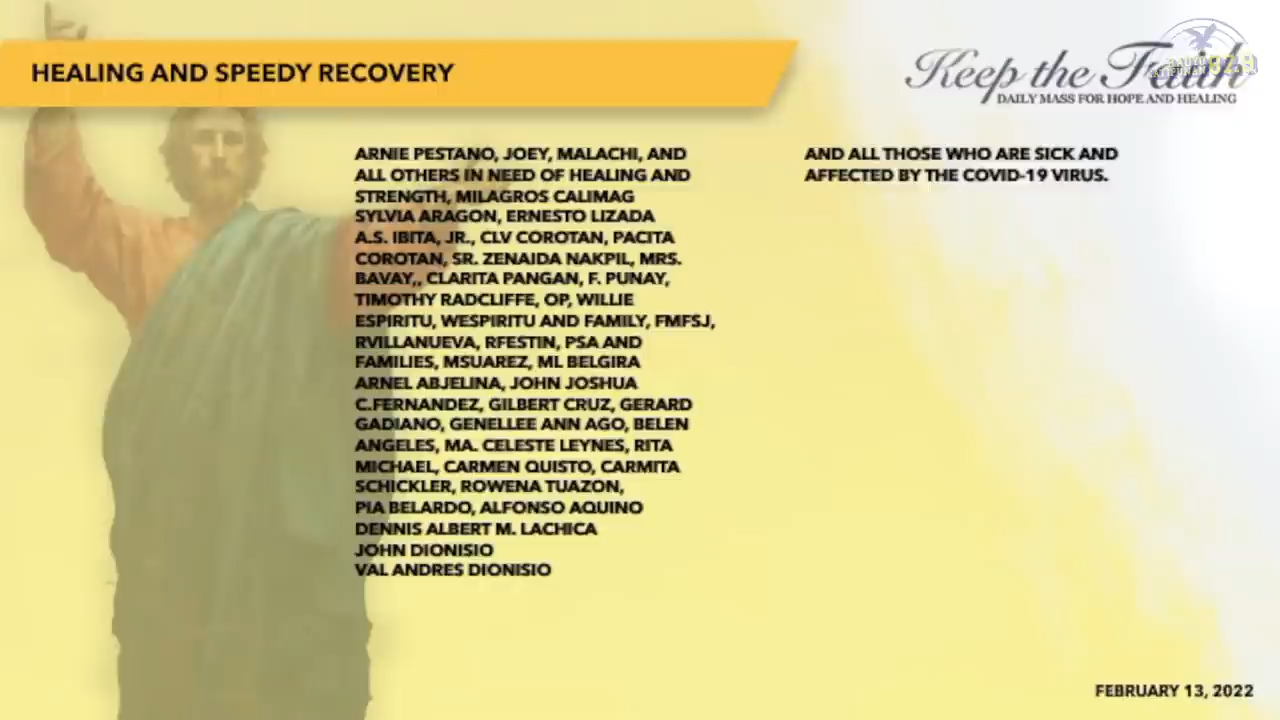 HEALING AND SPEEDY RECOVERY
Keep the Faith
DAILY MASS FOR HOPE AND HEALING
RADYO
KATIPUNAN 87.9
ARNIE PESTANO, JOEY, MALACHI, AND
ALL OTHERS IN NEED OF HEALING AND
STRENGTH, MILAGROS CALIMAG
SYLVIA ARAGON, ERNESTO LIZADA
A.S. IBITA, JR., CLV COROTAN, PACITA
COROTAN, SR. ZENAIDA NAKPIL, MRS.
BAVAY,, CLARITA PANGAN, F. PUNAY,
TIMOTHY RADCLIFFE, OP, WILLIE
ESPIRITU, WESPIRITU AND FAMILY, FMFSJ,
RVILLANUEVA, RFESTIN, PSA AND
FAMILIES, MSUAREZ, ML BELGIRA
ARNEL ABJELINA, JOHN JOSHUA
C.FERNANDEZ, GILBERT CRUZ, GERARD
GADIANO, GENELLEE ANN AGO, BELEN
ANGELES, MA. CELESTE LEYNES, RITA
MICHAEL, CARMEN QUISTO, CARMITA
SCHICKLER, ROWENA TUAZON,
PIA BELARDO, ALFONSO AQUINO
DENNIS ALBERT M. LACHICA
JOHN DIONISIO
VAL ANDRES DIONISIO
AND ALL THOSE WHO ARE SICK AND
AFFECTED BY THE COVID-19 VIRUS.
FEBRUARY 13, 2022